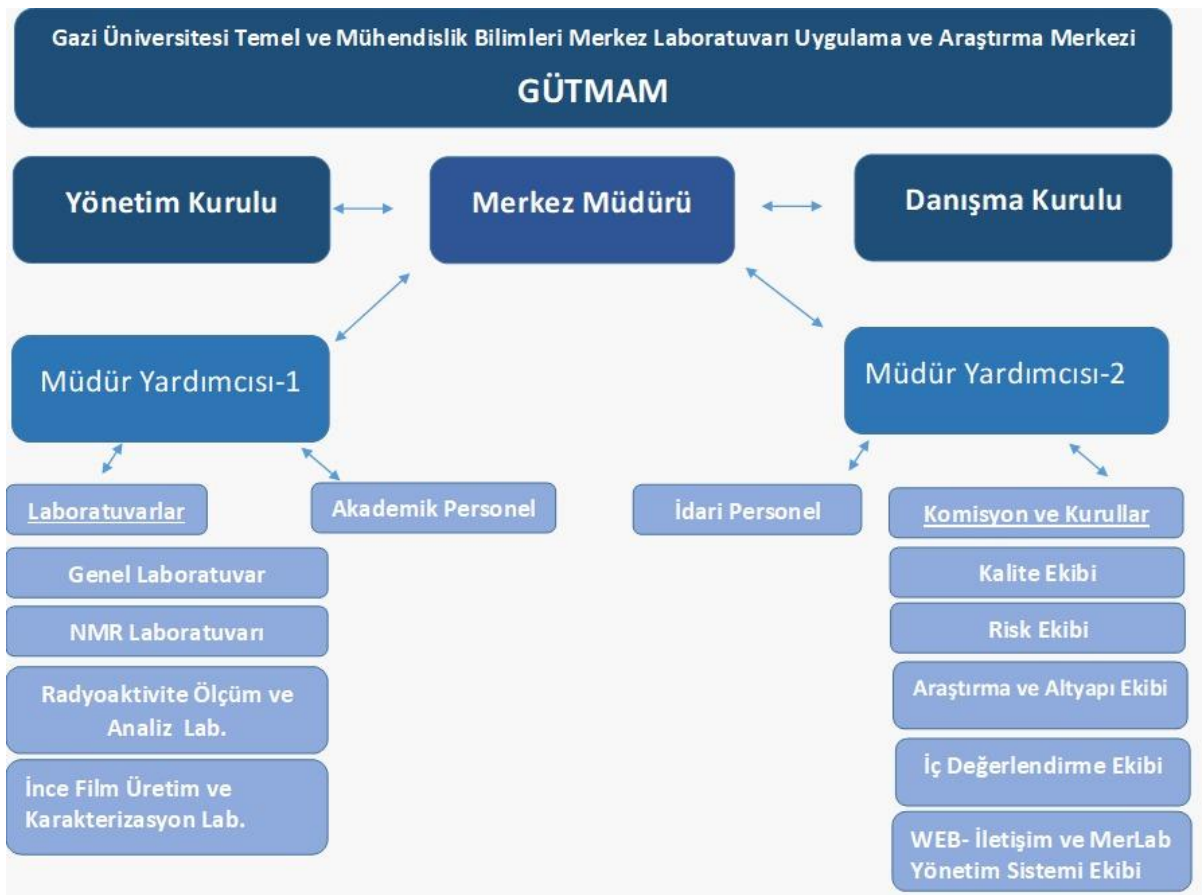 Gazi Üniversitesi Temel ve Mühendislik Bilimleri Merkez Laboratuvarı Uygulama ve Araştırma Merkezi
GÜTMAM
Yönetim Kurulu
Merkez Müdürü
Danışma Kurulu
Müdür Yardımcısı-1
Müdür Yardımcısı-2
Laboratuvarlar
Akademik Personel
İdari Personel
Komisyon ve Kurullar
Genel Laboratuvar
NMR Laboratuvarı
Radyoaktivite Ölçüm ve
Analiz Lab.
İnce Film Üretim ve
Karakterizasyon Lab.
Kalite Ekibi
Risk Ekibi
Araştırma ve Altyapı Ekibi
İç Değerlendirme Ekibi
WEB- İletişim ve MerLab
Yönetim Sistemi Ekibi